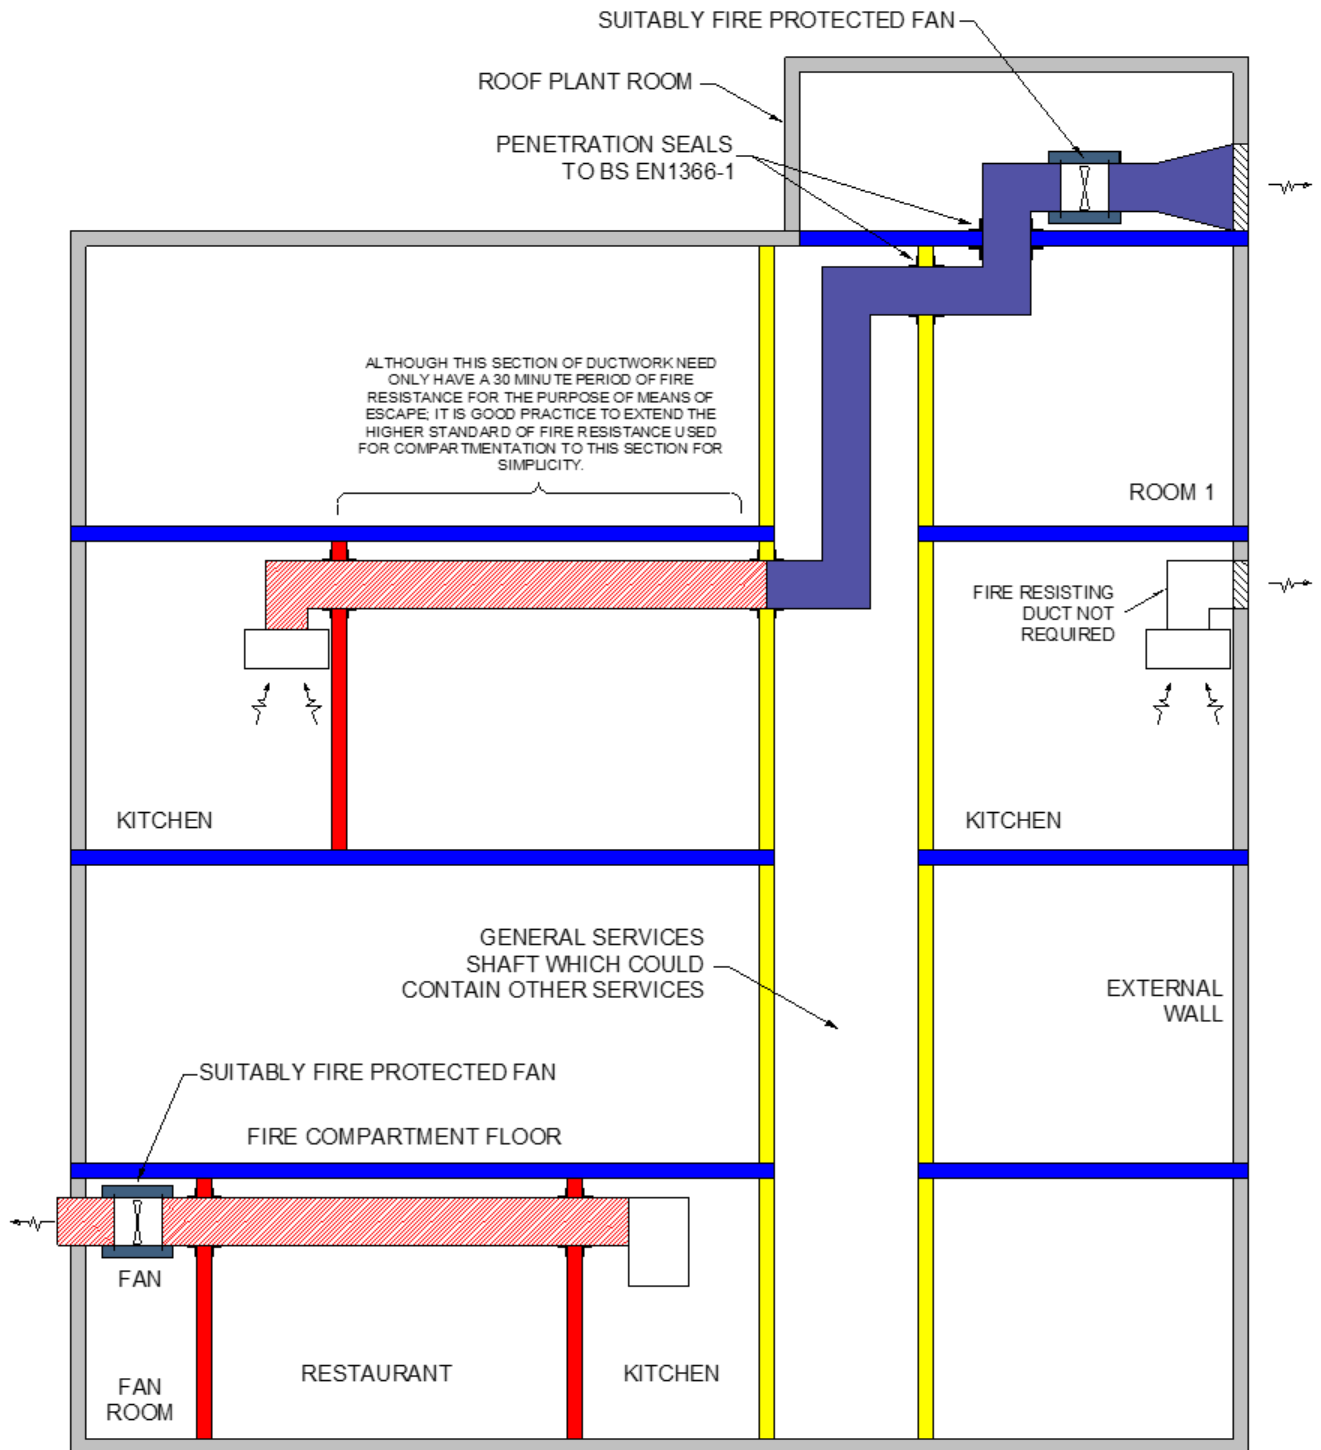 SUITABLY FIRE PROTECTED FAN
ROOF PLANT ROOM
PENETRATION SEALS
TO BS EN1366-1
ALTHOUGH THIS SECTION OF DUCTWORK NEED
ONLY HAVE A 30 MINUTE PERIOD OF FIRE
RESISTANCE FOR THE PURPOSE OF MEANS OF
ESCAPE; IT IS GOOD PRACTICE TO EXTEND THE
HIGHER STANDARD OF FIRE RESISTANCE USED
FOR COMPARTMENTATION TO THIS SECTION FOR
SIMPLICITY.
ROOM 1
FIRE RESISTING
DUCT NOT
REQUIRED
KITCHEN
KITCHEN
GENERAL SERVICES
SHAFT WHICH COULD
CONTAIN OTHER SERVICES
EXTERNAL
WALL
SUITABLY FIRE PROTECTED FAN
FIRE COMPARTMENT FLOOR
FAN
FAN
ROOM
RESTAURANT
KITCHEN